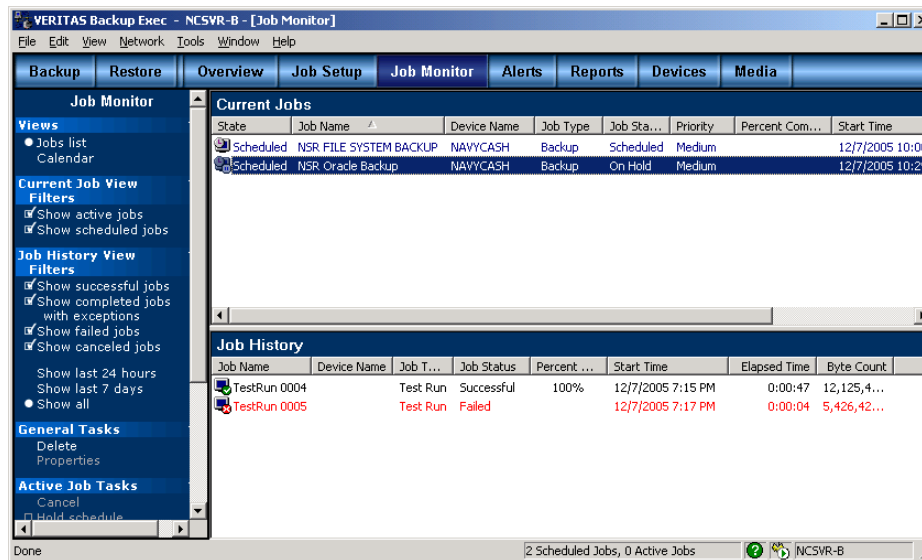 VERITAS Backup Exec - NCSVR-B - [Job Monitor]
File Edit View Network Tools Window Help
Backup Restore Overview Job Setup Job Monitor Alerts Reports Devices Media
Job Monitor
Views
Jobs list
Calendar
Current Job View
Filters
Show active jobs
Show scheduled jobs
Job History View
Filters
Show successful jobs
Show completed jobs
with exceptions
Show failed jobs
Show canceled jobs
Show last 24 hours
Show last 7 days
Show all
General Tasks
Delete
Properties
Active Job Tasks
Cancel
Hold schedule
Current Jobs
State Job Name Device Name Job Type Job Sta... Priority Percent Com... Start Time
Scheduled NSR FILE SYSTEM BACKUP NAVYCASH Backup Scheduled Medium 12/7/2005 10:0
Scheduled NSR Oracle Backup NAVYCASH Backup On Hold Medium 12/7/2005 10:2
Job History
Job Name Device Name Job T... Job Status Percent ... Start Time Elapsed Time Byte Count
TestRun 0004 Test Run Successful 100% 12/7/2005 7:15 PM 0:00:47 12,125,4...
TestRun 0005 Test Run Failed 12/7/2005 7:17 PM 0:00:04 5,426,42...
Done 2 Scheduled Jobs, 0 Active Jobs NCSVR-B